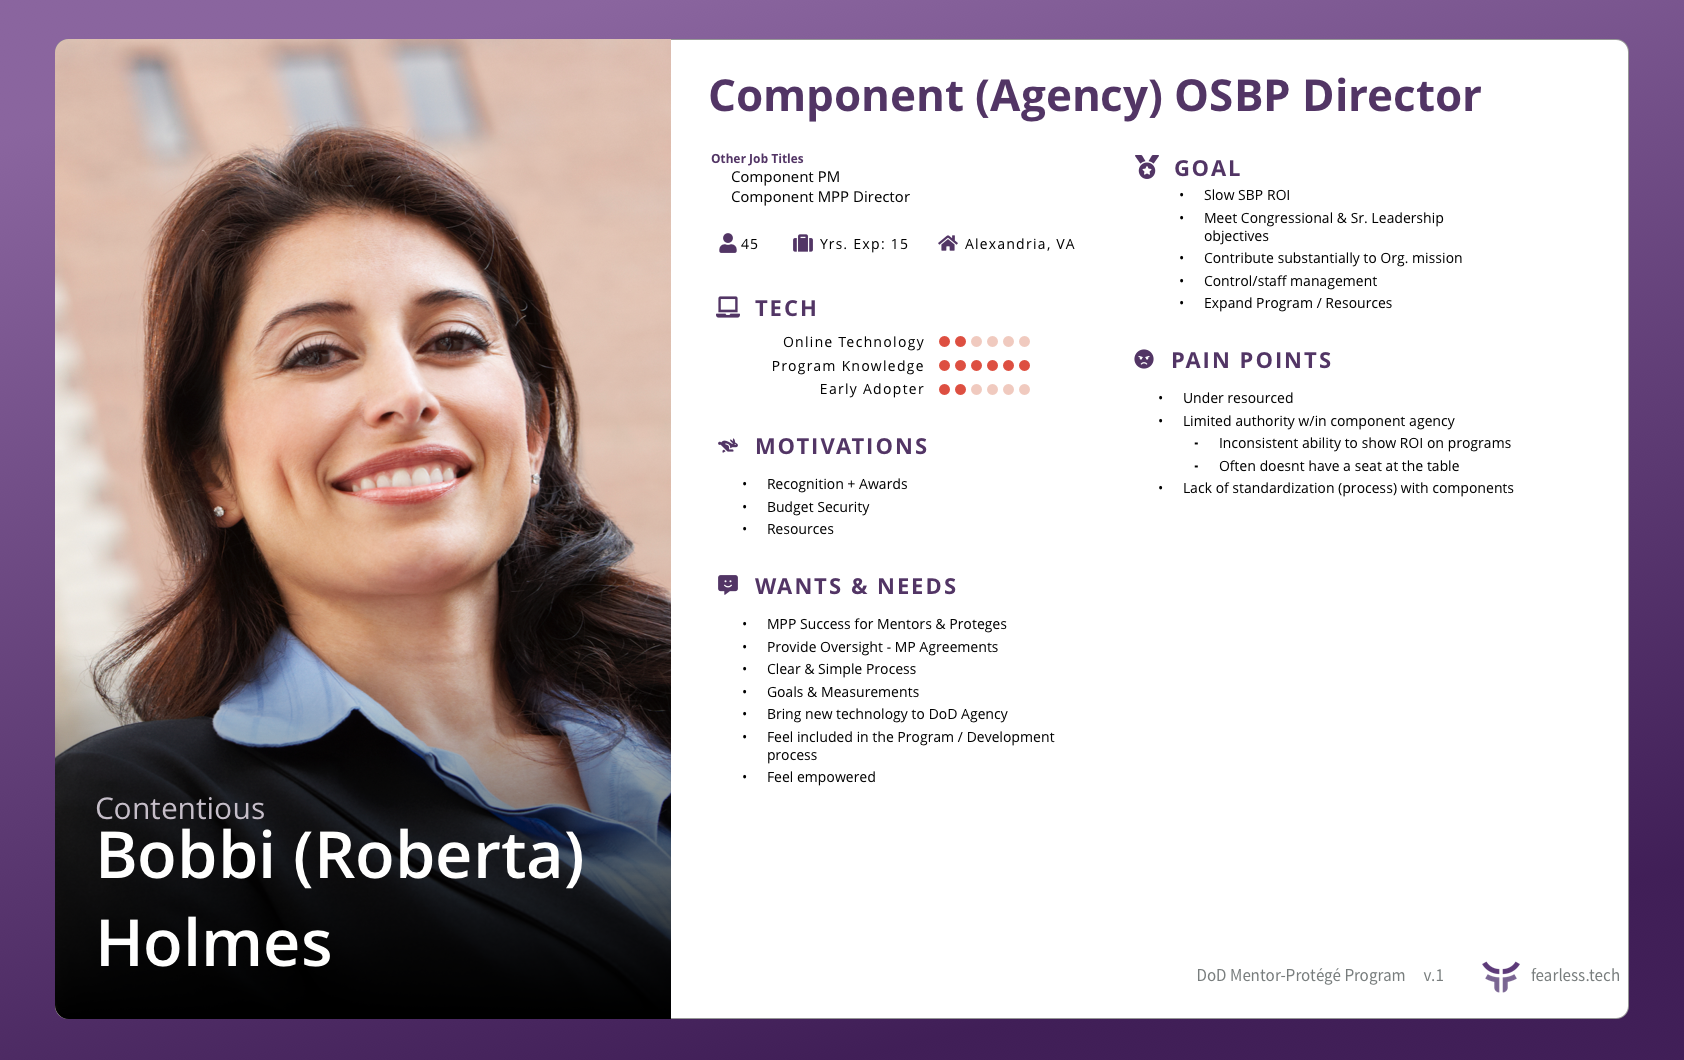 Contentious
Bobbi (Roberta)
Holmes
Component (Agency) OSBP Director
Other Job Titles
Component PM
Component MPP Director
45
Yrs. Exp: 15
Alexandria, VA
TECH
Online Technology
Program Knowledge
Early Adopter
MOTIVATIONS
• Recognition + Awards
• Budget Security
• Resources
WANTS & NEEDS
• MPP Success for Mentors & Proteges
• Provide Oversight - MP Agreements
• Clear & Simple Process
• Goals & Measurements
• Bring new technology to DoD Agency
• Feel included in the Program / Development
process
• Feel empowered
GOAL
• Slow SBP ROI
• Meet Congressional & Sr. Leadership
objectives
• Contribute substantially to Org. mission
• Control/staff management
• Expand Program / Resources
PAIN POINTS
• Under resourced
• Limited authority w/in component agency
- Inconsistent ability to show ROI on programs
- Often doesnt have a seat at the table
• Lack of standardization (process) with components
DoD Mentor-Protégé Program v.1
fearless.tech